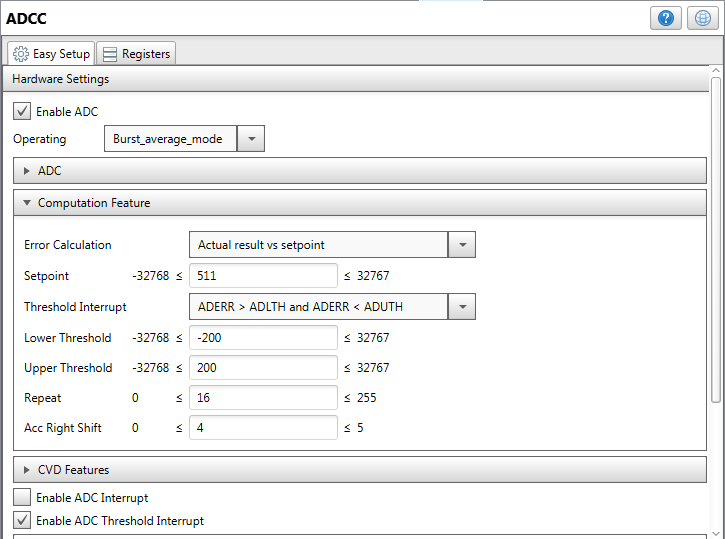 ADCC
Easy Setup Registers
Hardware Settings
Enable ADC
Operating Burst_average_mode
ADC
Computation Feature
Error Calculation Actual result vs setpoint
Setpoint -32768 ≤ 511 ≤ 32767
Threshold Interrupt ADERR > ADLTH and ADERR < ADUTH
Lower Threshold -32768 ≤ -200 ≤ 32767
Upper Threshold -32768 ≤ 200 ≤ 32767
Repeat 0 ≤ 16 ≤ 255
Acc Right Shift 0 ≤ 4 ≤ 5
CVD Features
Enable ADC Interrupt
Enable ADC Threshold Interrupt